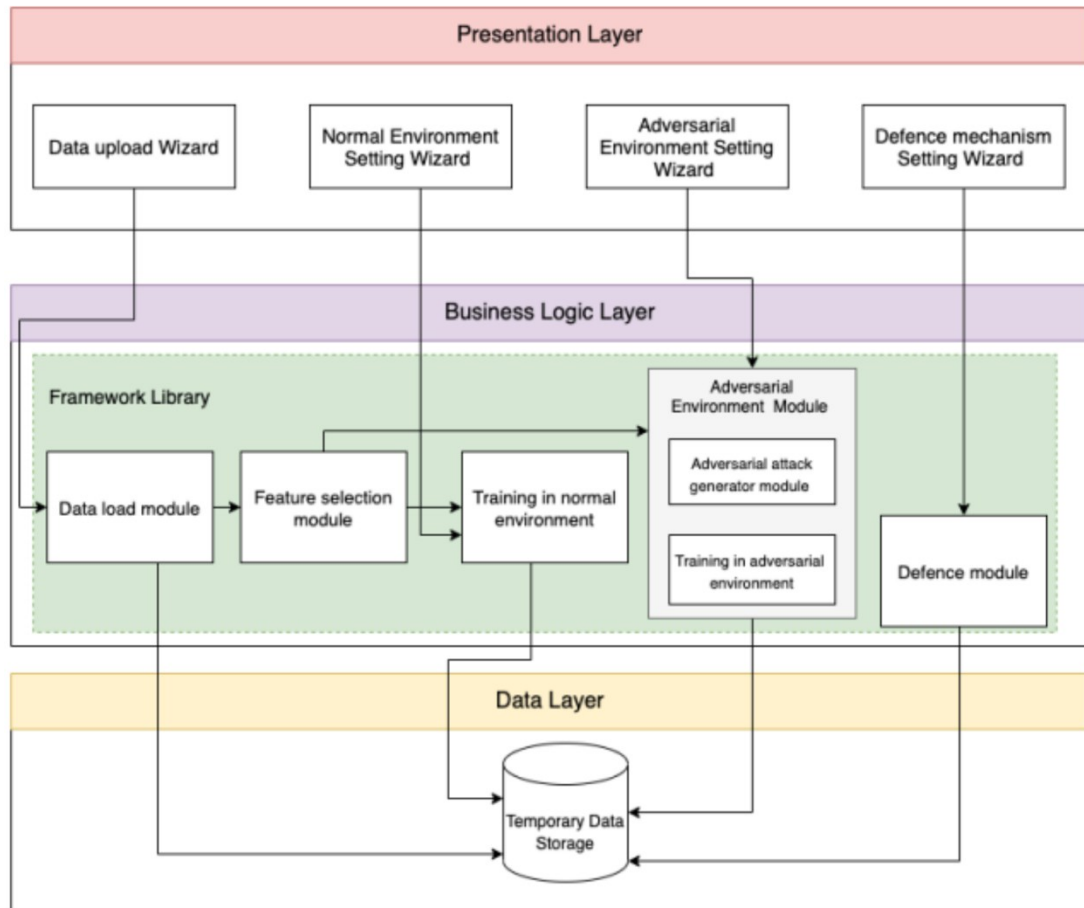 Presentation Layer
Data upload Wizard
Normal Environment
Setting Wizard
Adversarial
Environment Setting
Wizard
Defence mechanism
Setting Wizard
Business Logic Layer
Framework Library
Adversarial
Environment Module
Data load module
Feature selection
module
Training in normal
environment
Adversarial attack
generator module
Training in adversarial
environment
Defence module
Data Layer
Temporary Data
Storage